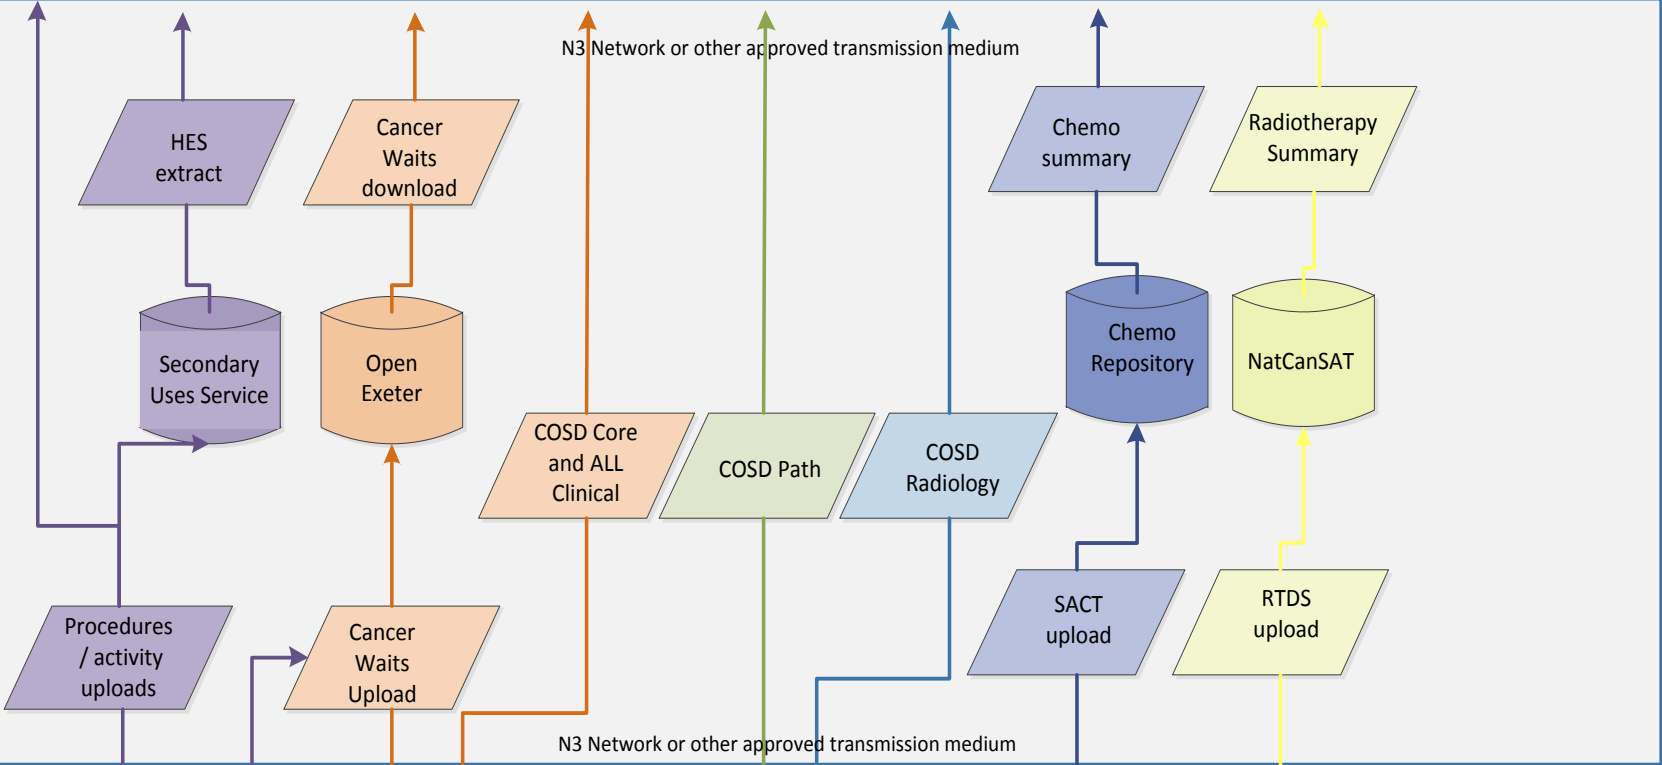 N3 Network or other approved transmission medium
HES
extract
Cancer
Waits
download
Chemo
summary
Radiotherapy
Summary
Secondary
Uses Service
Open
Exeter
Chemo
Repository
NatCanSAT
COSD Core
and ALL
Clinical
COSD Path
COSD
Radiology
Procedures
/ activity
uploads
Cancer
Waits
Upload
SACT
upload
RTDS
upload
N3 Network or other approved transmission medium